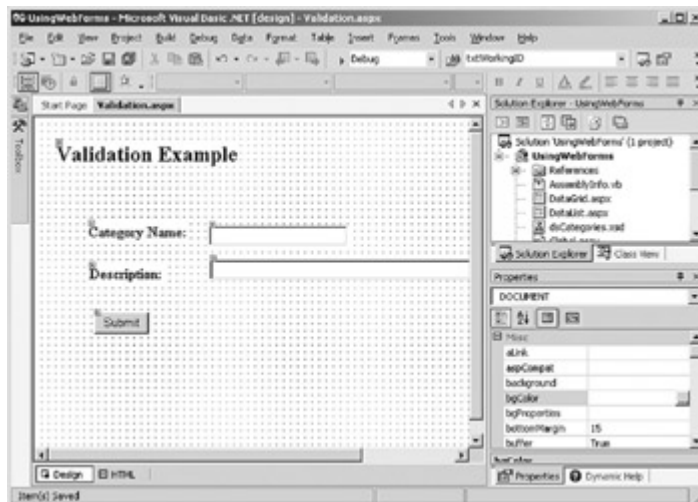 UsingWebForms - Microsoft Visual Basic .NET [design] - Validation.aspx
File Edit View Project Build Debug Data Format Table Insert Frames Tools Window Help
Debug txtWorkingID
B I U A
Start Page Validation.aspx
Solution Explorer - UsingWebForms
Toolbox
Validation Example
Category Name:
Description:
Submit
Solution 'UsingWebForms' (1 project)
UsingWebForms
References
AssemblyInfo.vb
DataGrid.aspx
DataList.aspx
dsCategories.xsd
Solution Explorer Class View
Properties
DOCUMENT
Misc
aLink
aspCompat
background
bgColor
bgProperties
bottomMargin 15
buffer True
bgColor
Design HTML
Properties Dynamic Help
Item(s) Saved